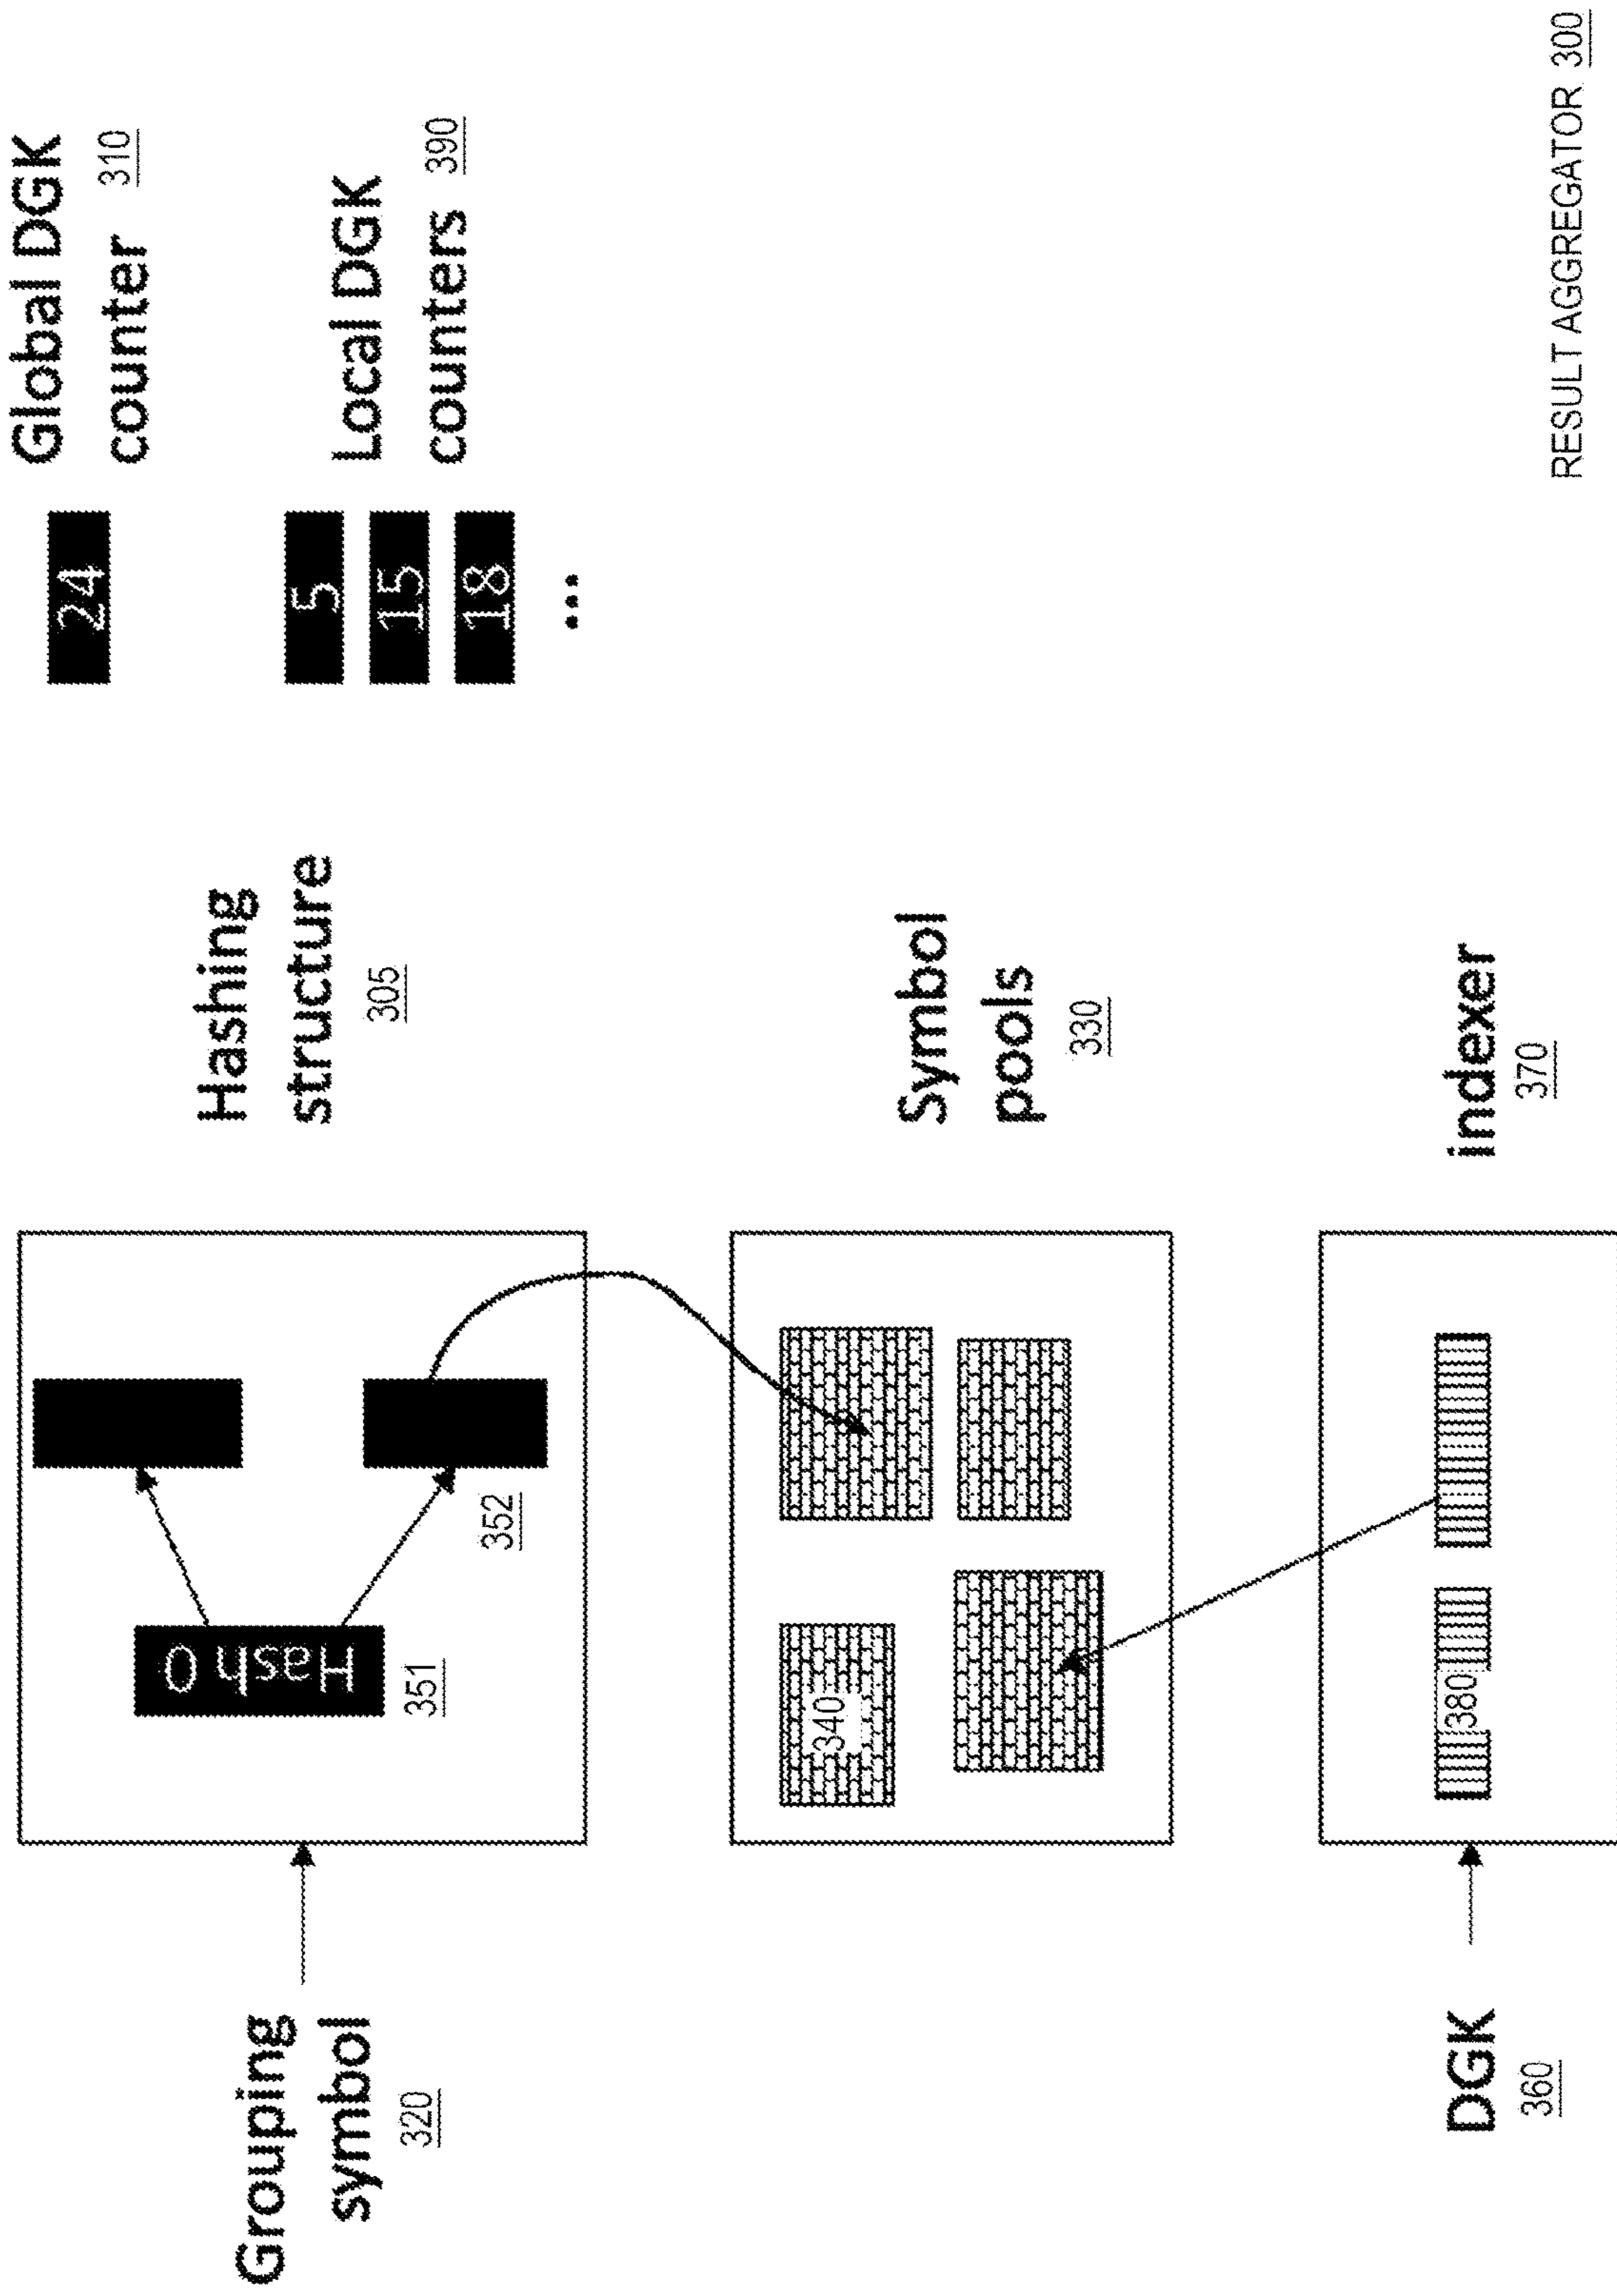 Grouping
symbol
320
Hash 0
351
352
Hashing
structure
305
24
Global DGK
counter
310
5
15
18
...
Local DGK
counters
390
340
Symbol
pools
330
DGK
360
380
indexer
370
RESULT AGGREGATOR 300